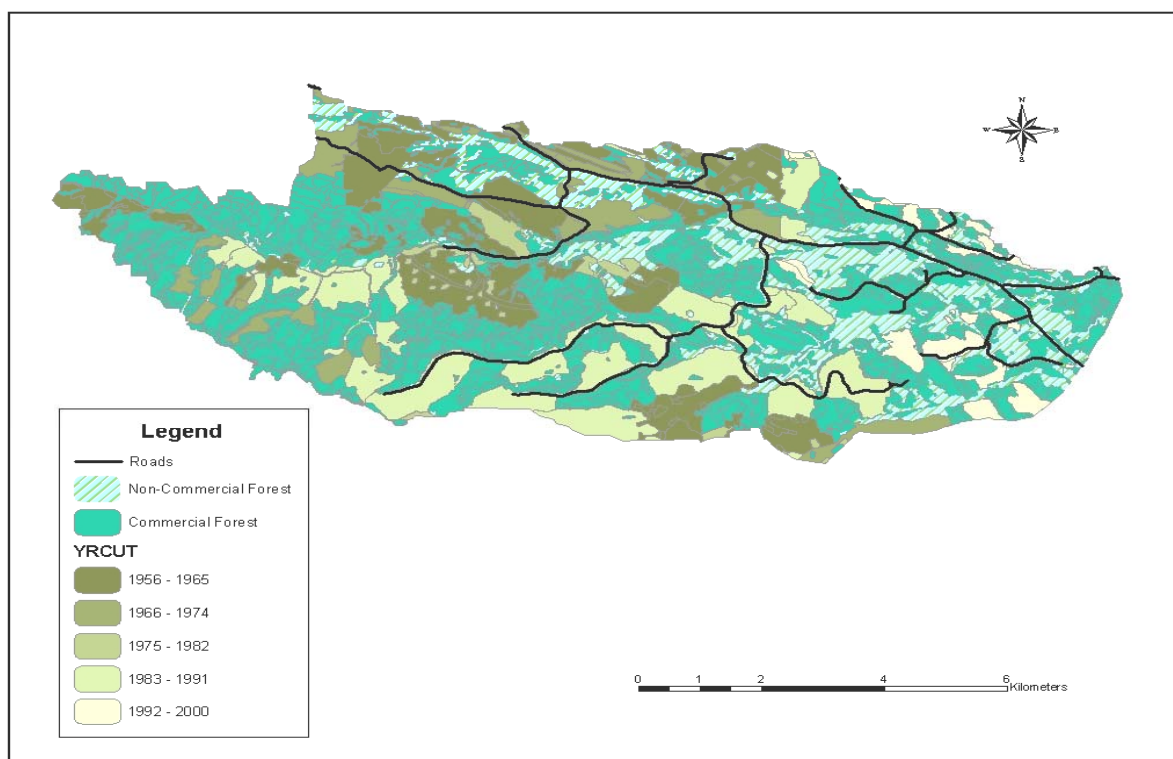 N
W E
S
Legend
Roads
Non-Commercial Forest
Commercial Forest
YRCUT
1956 - 1965
1966 - 1974
1975 - 1982
1983 - 1991
1992 - 2000
0 1 2 4 6
Kilometers